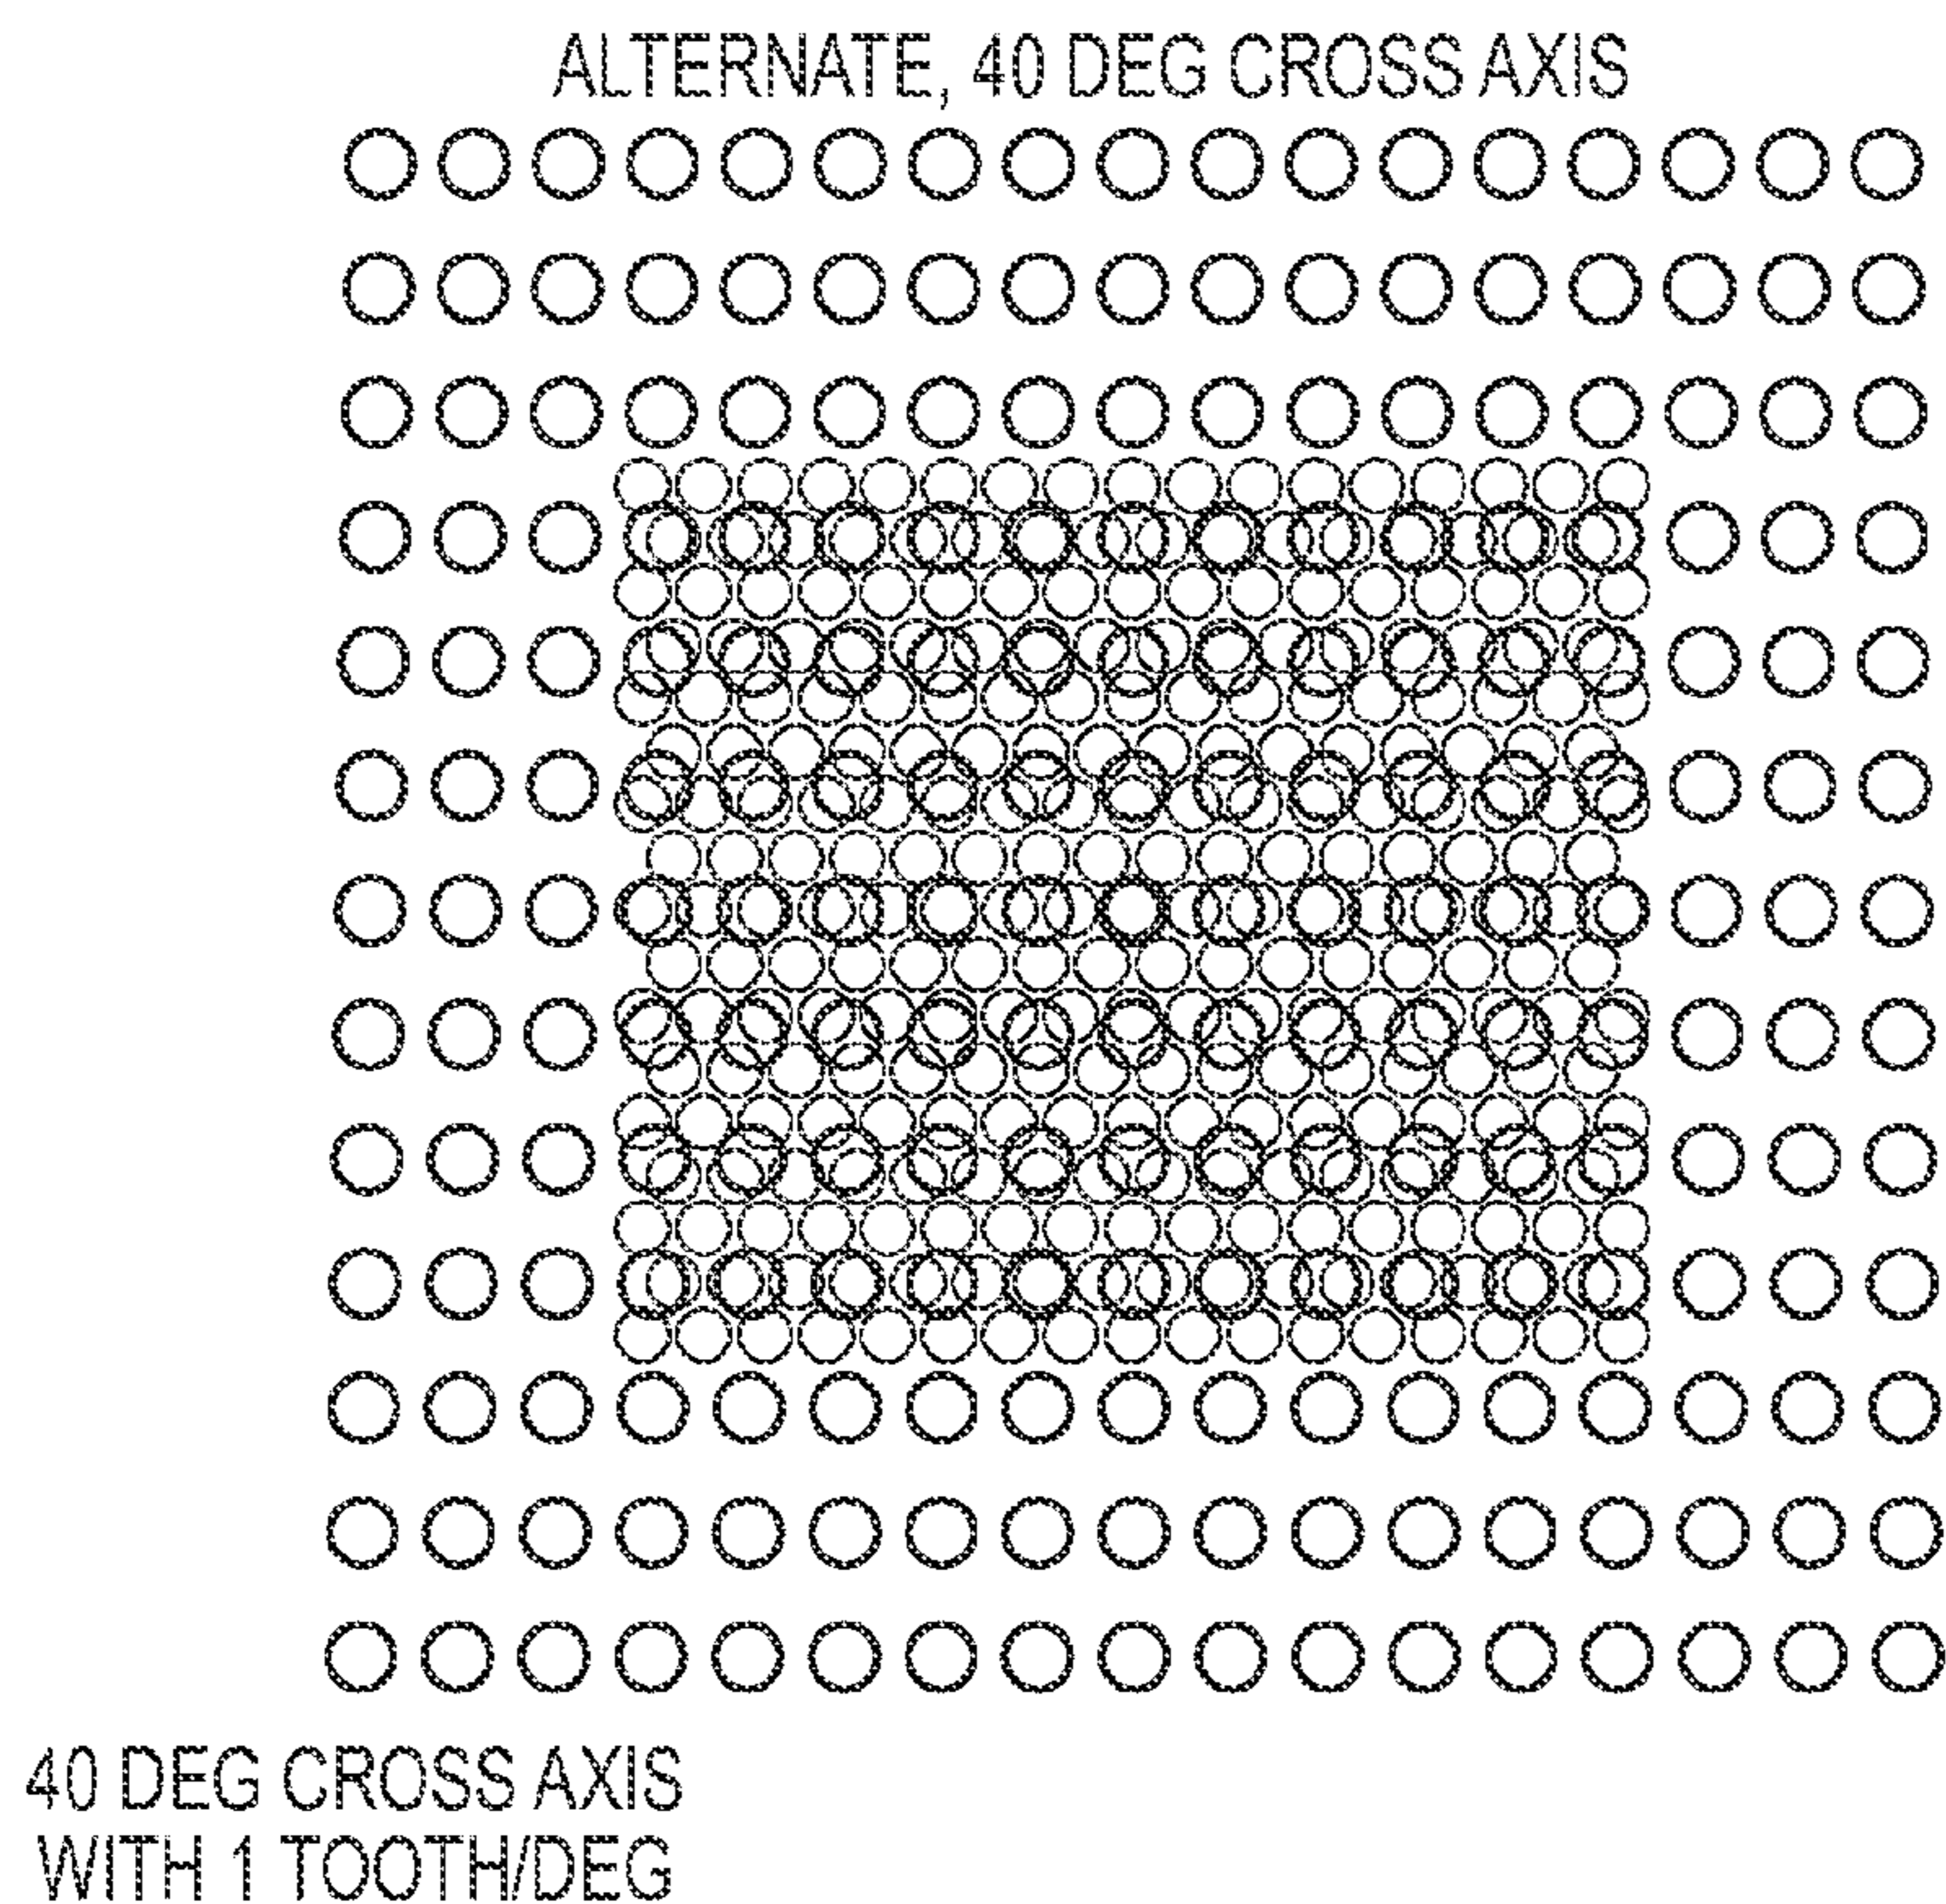 ALTERNATE, 40 DEG CROSS AXIS
40 DEG CROSS AXIS
WITH 1 TOOTH/DEG